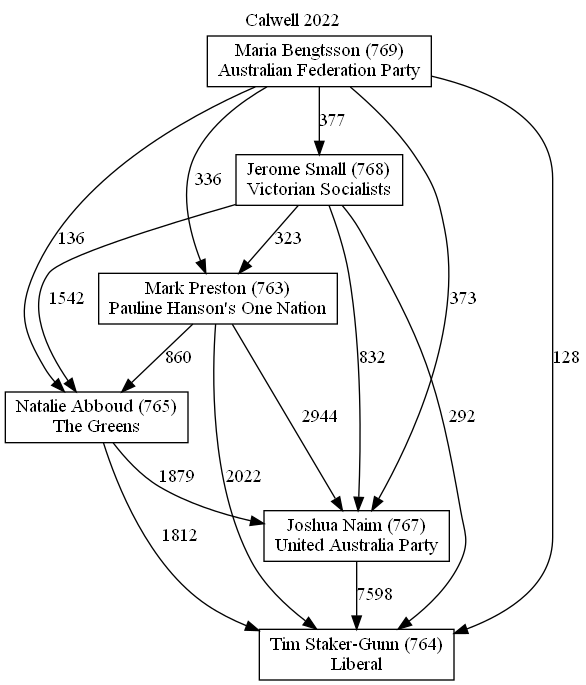 Calwell 2022
Maria Bengtsson (769)
Australian Federation Party
377
Jerome Small (768)
Victorian Socialists
336
136
323
Mark Preston (763)
Pauline Hanson's One Nation
1542
373
860
832
128
Natalie Abboud (765)
The Greens
2944
292
1879
2022
Joshua Naim (767)
United Australia Party
1812
7598
Tim Staker-Gunn (764)
Liberal